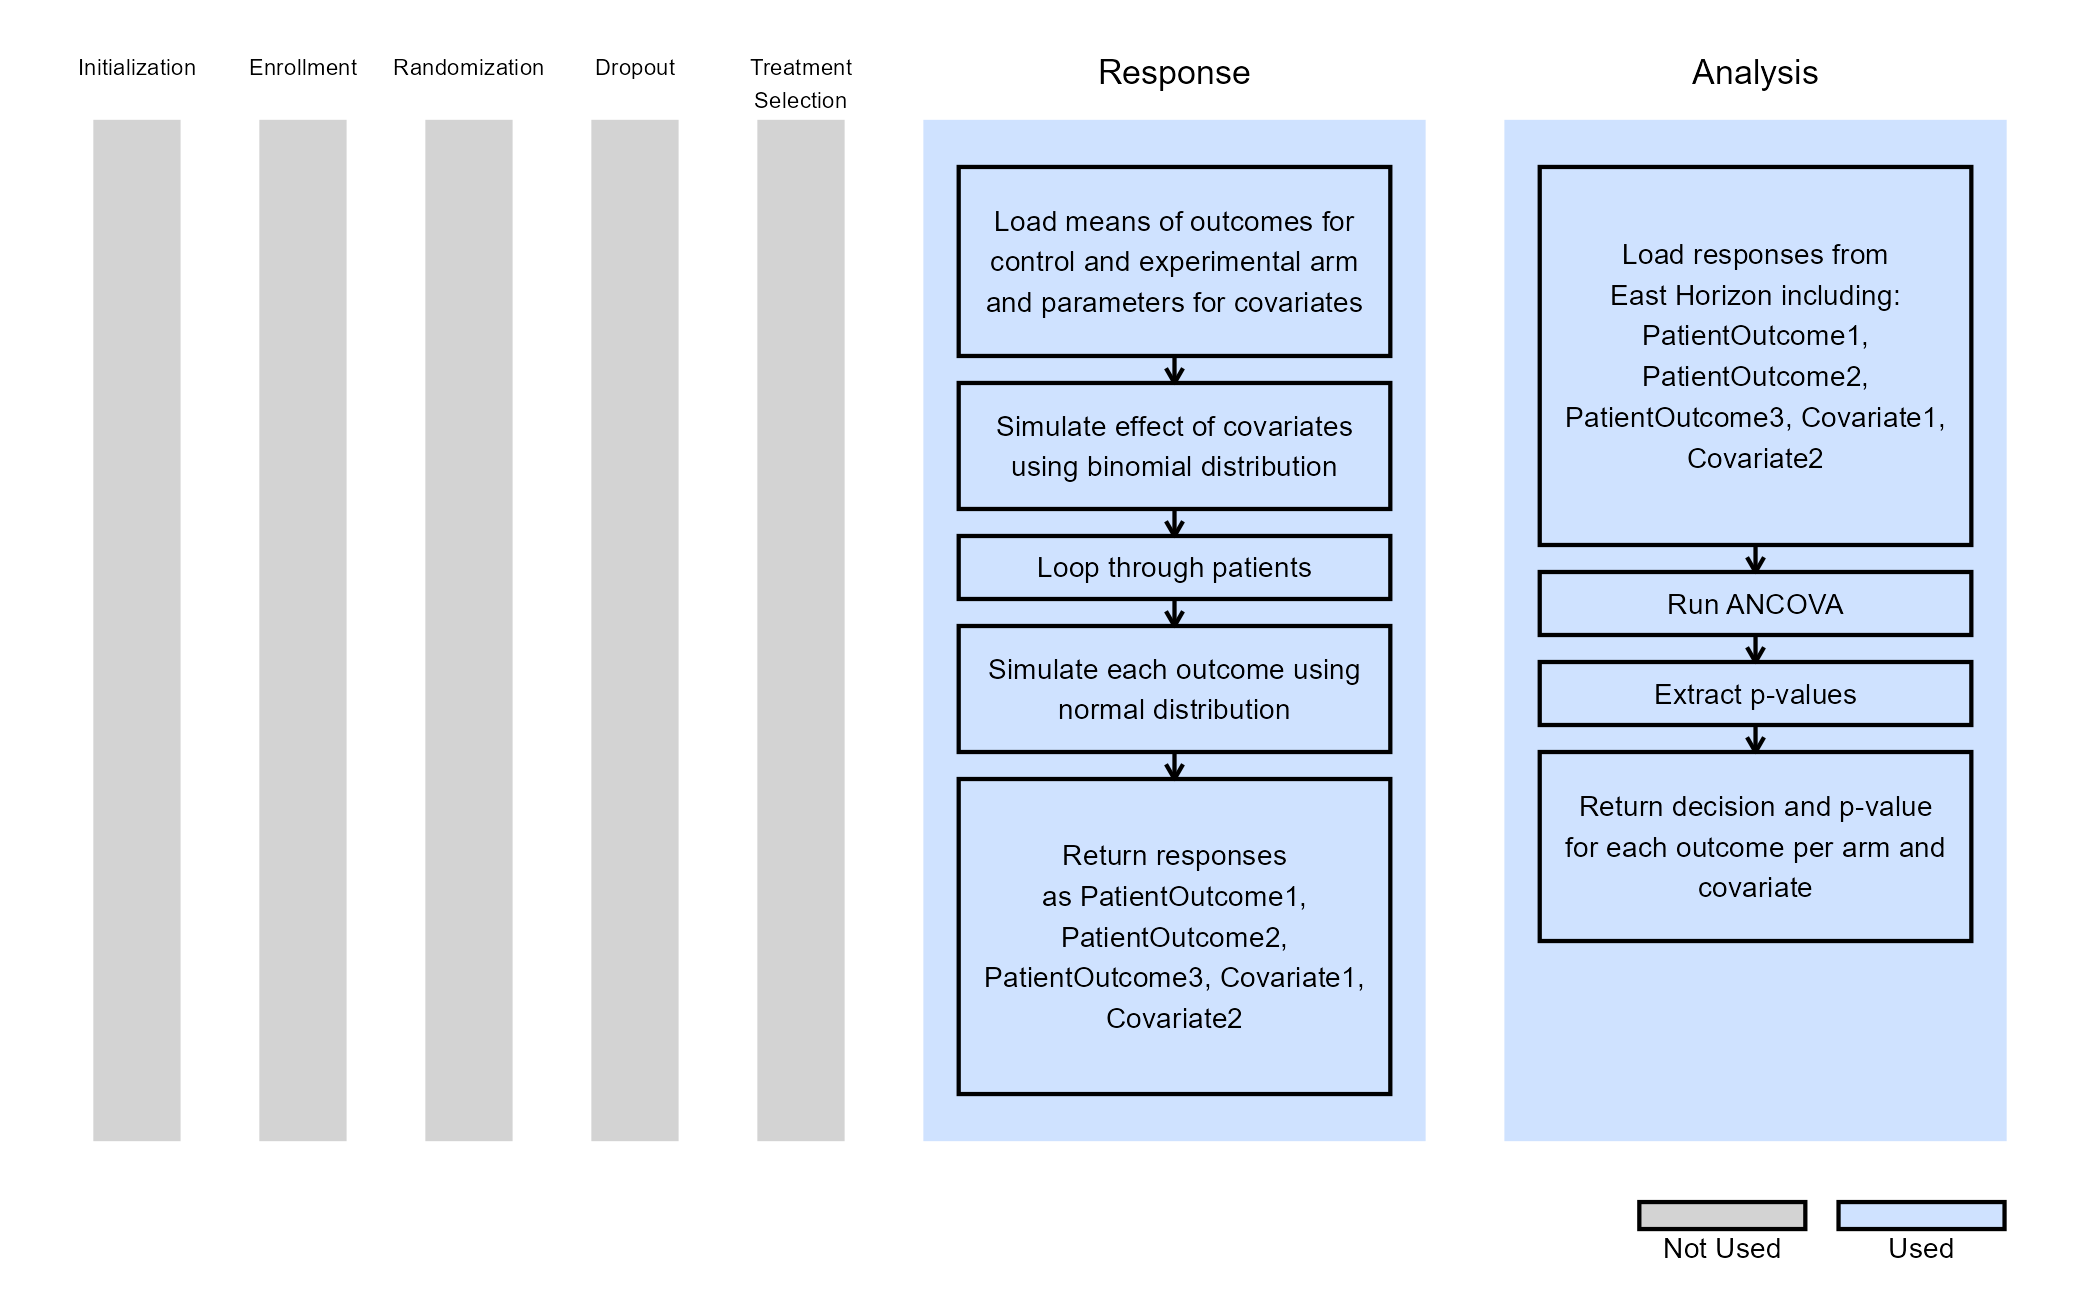 Initialization
Enrollment
Randomization
Dropout
Treatment
Selection
Response
Analysis
Load means of outcomes for
control and experimental arm
and parameters for covariates
Simulate effect of covariates
using binomial distribution
Loop through patients
Simulate each outcome using
normal distribution
Return responses
as PatientOutcome1,
PatientOutcome2,
PatientOutcome3, Covariate1,
Covariate2
Load responses from
East Horizon including:
PatientOutcome1,
PatientOutcome2,
PatientOutcome3, Covariate1,
Covariate2
Run ANCOVA
Extract p-values
Return decision and p-value
for each outcome per arm and
covariate
Not Used
Used